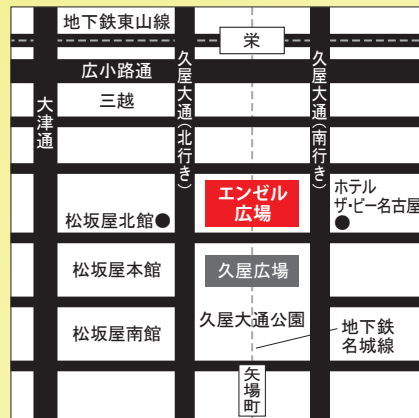 地下鉄東山線
栄
広小路通
三越
大津通
久屋大通(北行き)
久屋大通(南行き)
エンゼル
広場
ホテル
ザ・ビー名古屋
松坂屋北館
松坂屋本館
久屋広場
松坂屋南館
久屋大通公園
地下鉄
名城線
矢場町